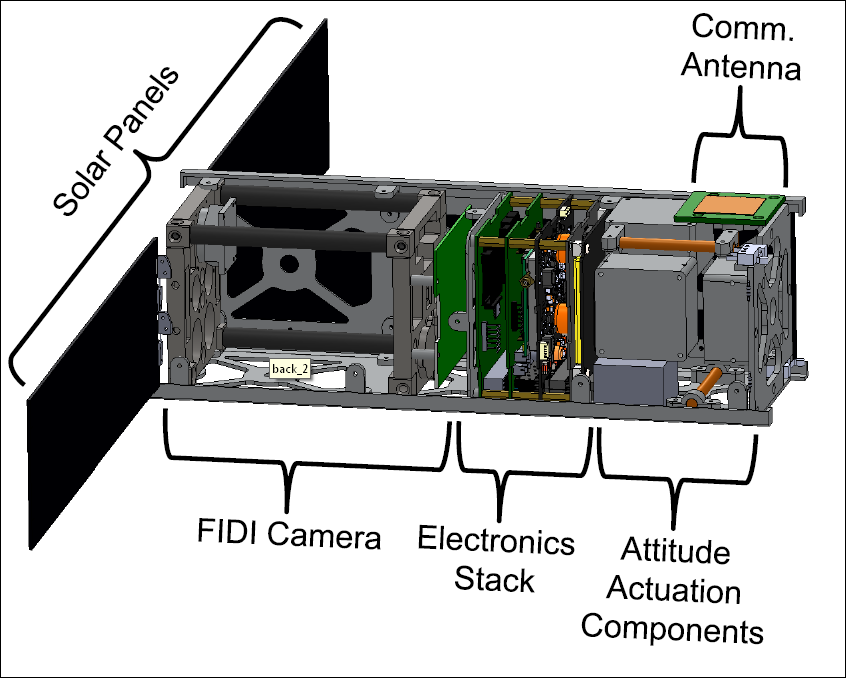 Comm.
Antenna
Solar Panels
back_2
FIDI Camera
Electronics
Stack
Attitude
Actuation
Components